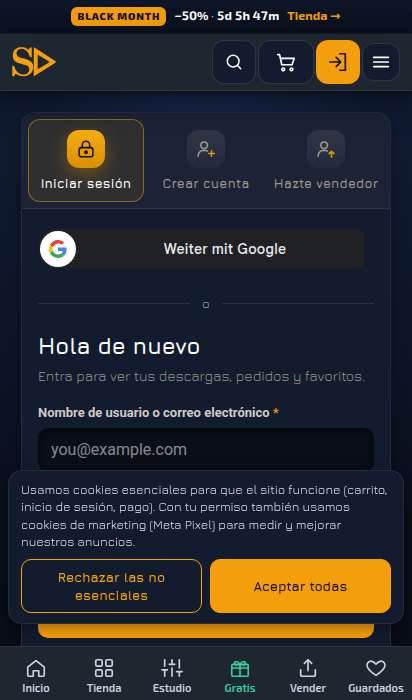 BLACK MONTH −50% · 5d 5h 47m Tienda →
SD
Iniciar sesión Crear cuenta Hazte vendedor
Weiter mit Google
o
Hola de nuevo
Entra para ver tus descargas, pedidos y favoritos.
Nombre de usuario o correo electrónico *
you@example.com
Usamos cookies esenciales para que el sitio funcione (carrito,
inicio de sesión, pago). Con tu permiso también usamos
cookies de marketing (Meta Pixel) para medir y mejorar
nuestros anuncios.
Rechazar las no
esenciales
Aceptar todas
Inicio Tienda Estudio Gratis Vender Guardados